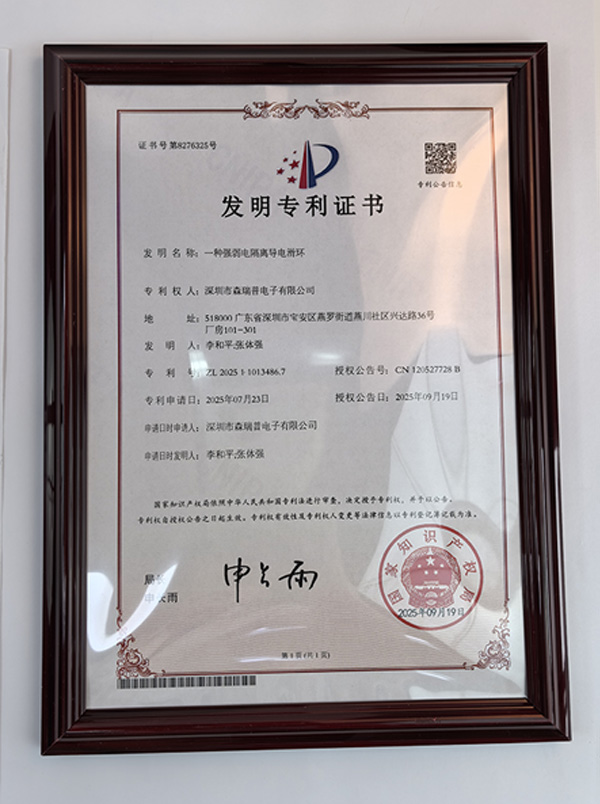 证书号第8276325号
专利公告信息
发明专利证书
发明名称：一种强弱电隔离导电滑环
专利权人：深圳市森瑞普电子有限公司
地址：518000 广东省深圳市宝安区燕罗街道燕川社区兴达路36号
厂房101-301
发明人：李和平;张体强
专利号：ZL 2025 1 1013486.7 授权公告号：CN 120527728 B
专利申请日：2025年07月23日 授权公告日：2025年09月19日
申请日时申请人：深圳市森瑞普电子有限公司
申请日时发明人：李和平;张体强
国家知识产权局依照中华人民共和国专利法进行审查，决定授予专利权，并予以公告。
专利权自授权公告之日起生效。专利权有效性及专利权人变更等法律信息以专利登记簿记载为准。
局长
申长雨
申长雨
国家知识产权局
2025年09月19日
第1页(共1页)